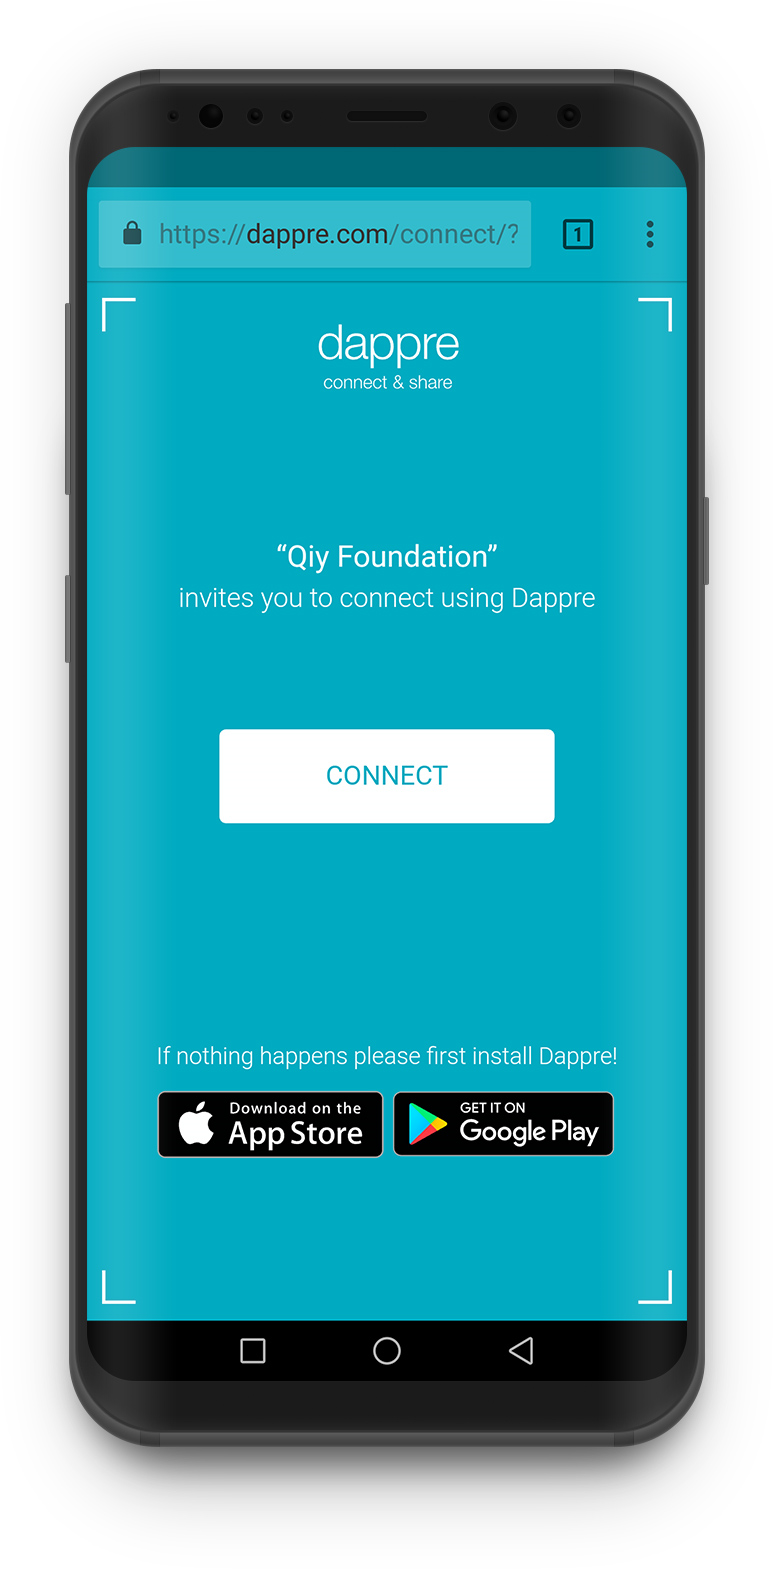 https://dappre.com/connect/?
1
dappre
connect & share
“Qiy Foundation”
invites you to connect using Dappre
CONNECT
If nothing happens please first install Dappre!
Download on the
App Store
GET IT ON
Google Play